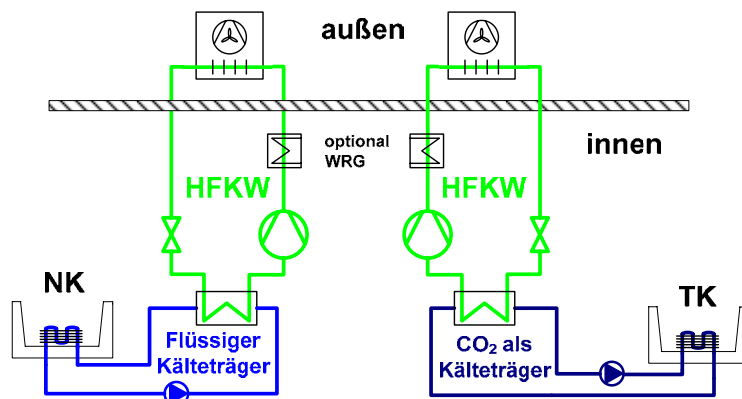 außen
innen
optional
WRG
HFKW
HFKW
NK
TK
Flüssiger
Kälteträger
CO₂ als
Kälteträger